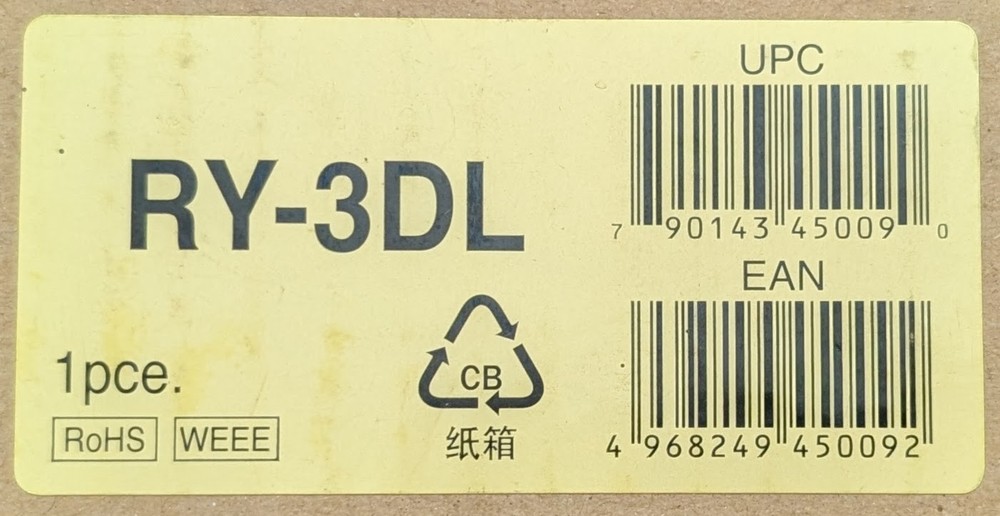 RY-3DL
1pce.
RoHS WEEE
CB
纸箱
UPC
7 90143 45009 0
EAN
4 968249 450092